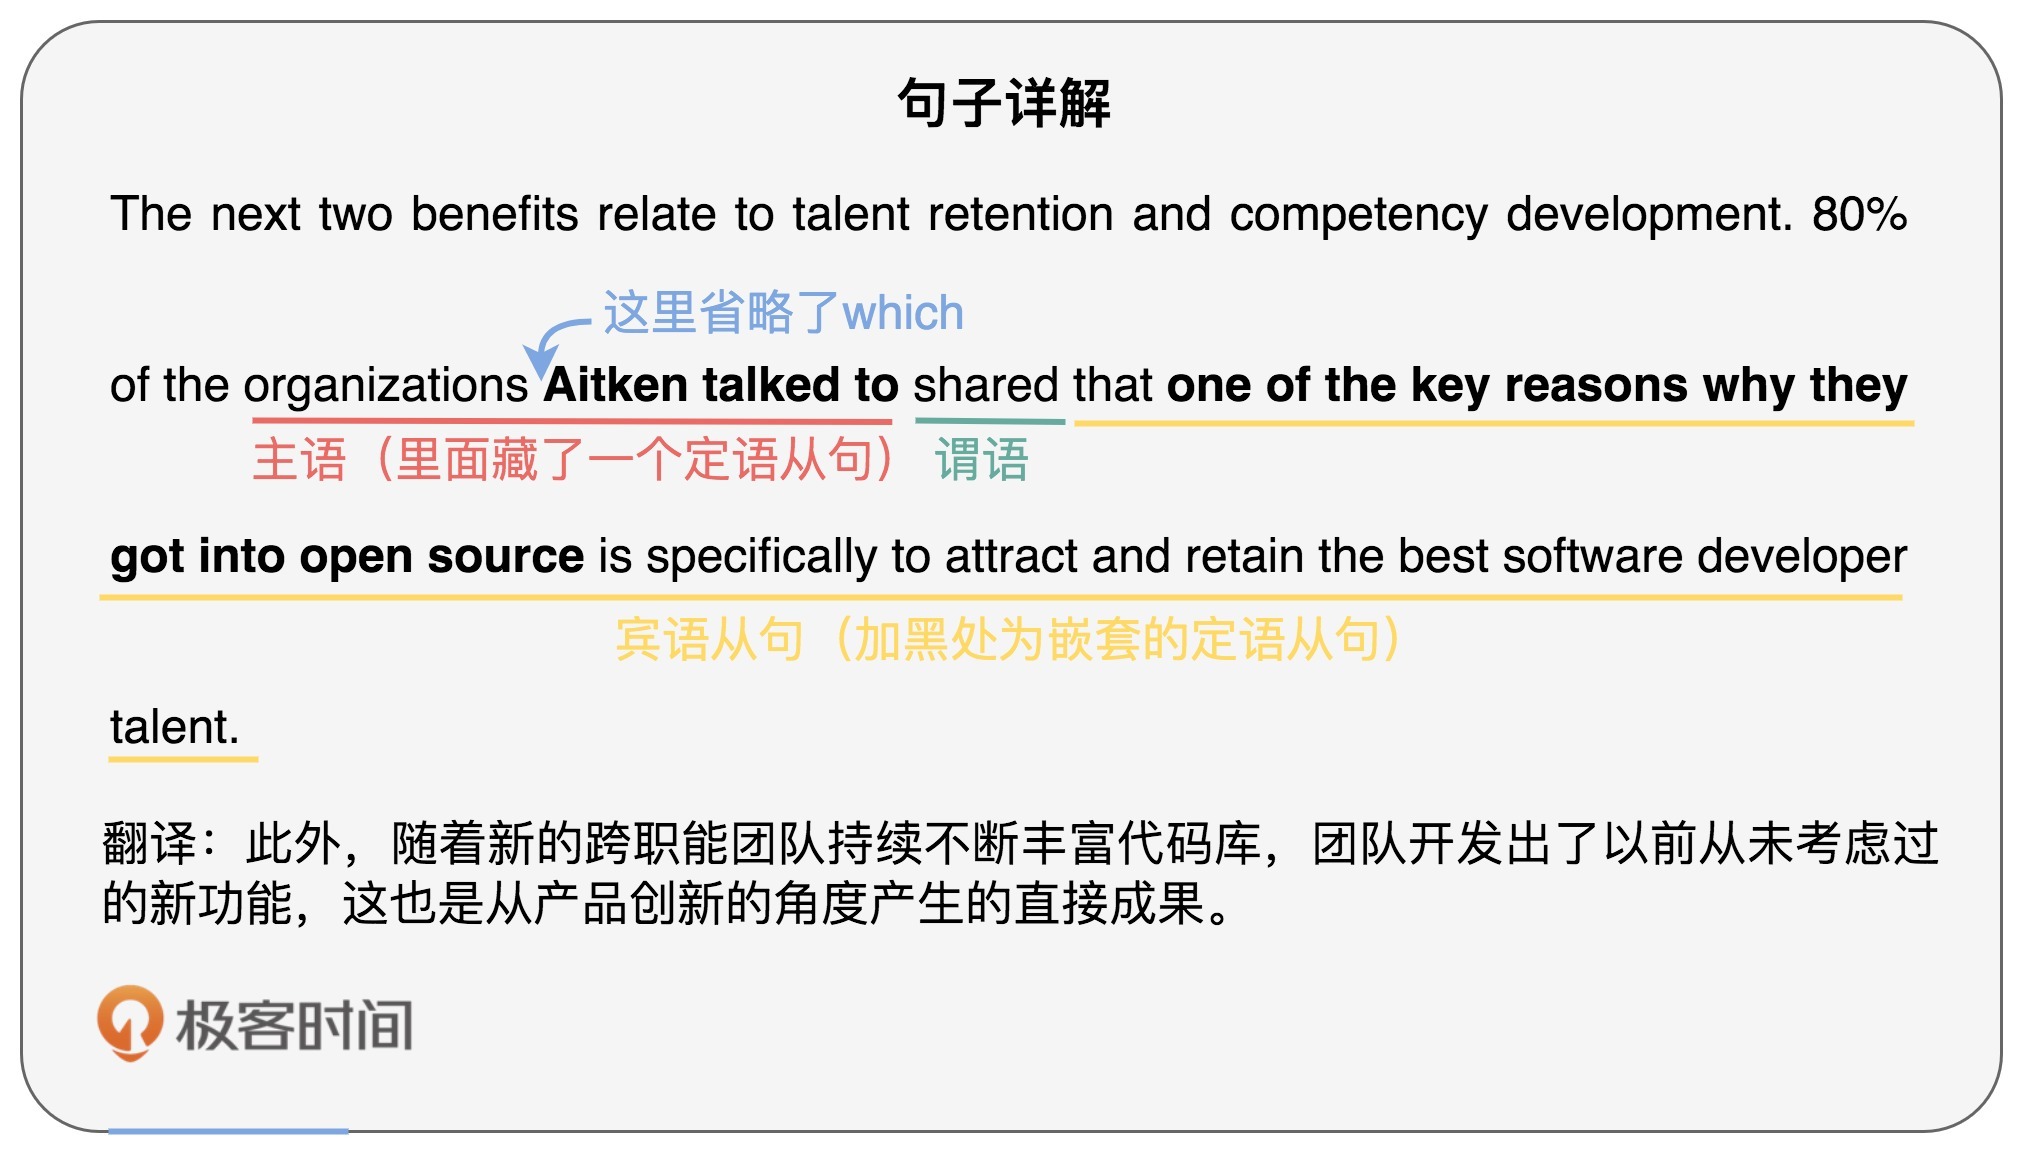 句子详解
The next two benefits relate to talent retention and competency development. 80%
这里省略了which
of the organizations Aitken talked to shared that one of the key reasons why they
主语（里面藏了一个定语从句） 谓语
got into open source is specifically to attract and retain the best software developer
宾语从句（加黑处为嵌套的定语从句）
talent.
翻译：此外，随着新的跨职能团队持续不断丰富代码库，团队开发出了以前从未考虑过
的新功能，这也是从产品创新的角度产生的直接成果。
极客时间